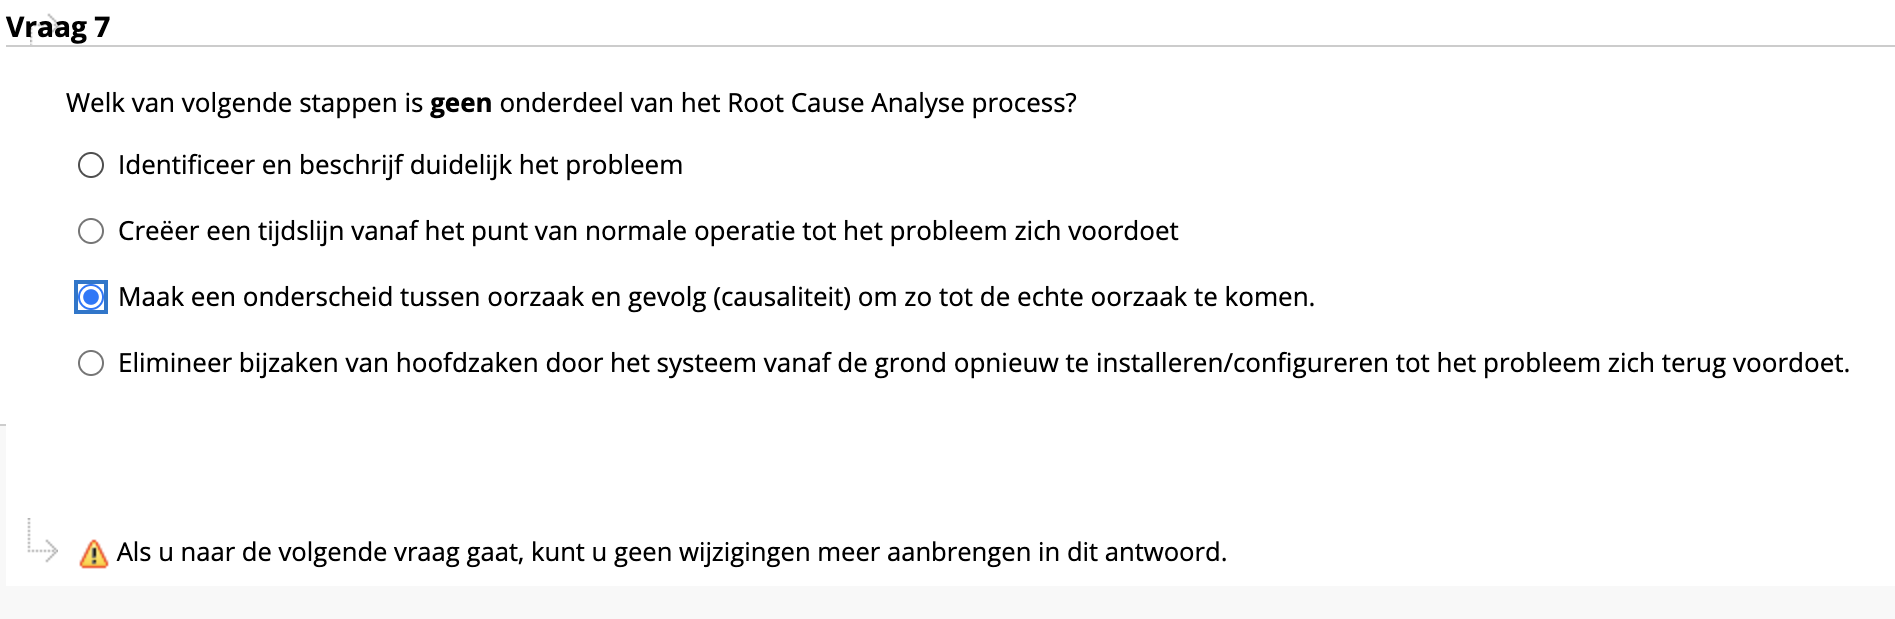 Vraag 7
Welk van volgende stappen is geen onderdeel van het Root Cause Analyse process?
Identificeer en beschrijf duidelijk het probleem
Creëer een tijdslijn vanaf het punt van normale operatie tot het probleem zich voordoet
Maak een onderscheid tussen oorzaak en gevolg (causaliteit) om zo tot de echte oorzaak te komen.
Elimineer bijzaken van hoofdzaken door het systeem vanaf de grond opnieuw te installeren/configureren tot het probleem zich terug voordoet.
Als u naar de volgende vraag gaat, kunt u geen wijzigingen meer aanbrengen in dit antwoord.